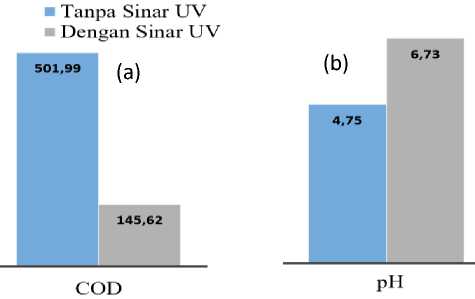 Tanpa Sinar UV
Dengan Sinar UV
(a)
501,99
145,62
COD
(b)
4,75
6,73
pH